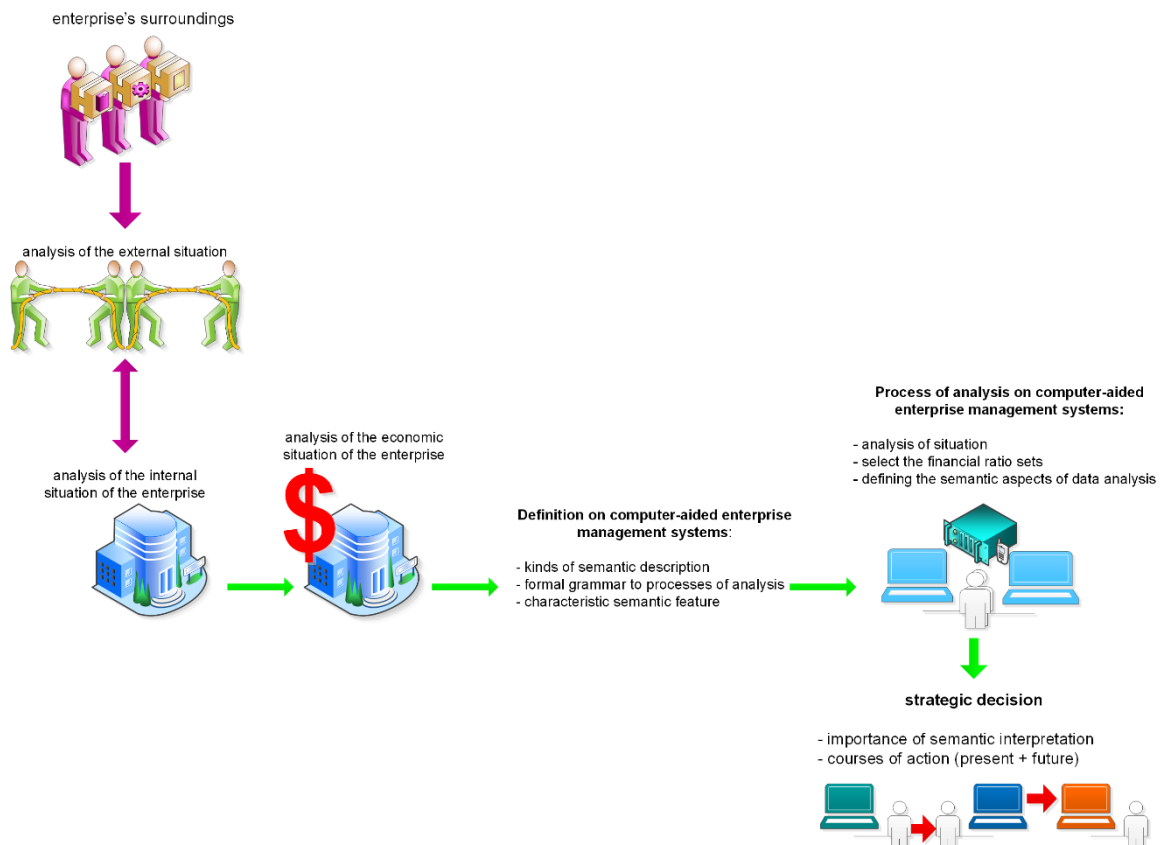 enterprise's surroundings
analysis of the external situation
analysis of the internal
situation of the enterprise
analysis of the economic
situation of the enterprise
$
Definition on computer-aided enterprise
management systems:
- kinds of semantic description
- formal grammar to processes of analysis
- characteristic semantic feature
Process of analysis on computer-aided
enterprise management systems:
- analysis of situation
- select the financial ratio sets
- defining the semantic aspects of data analysis
strategic decision
- importance of semantic interpretation
- courses of action (present + future)